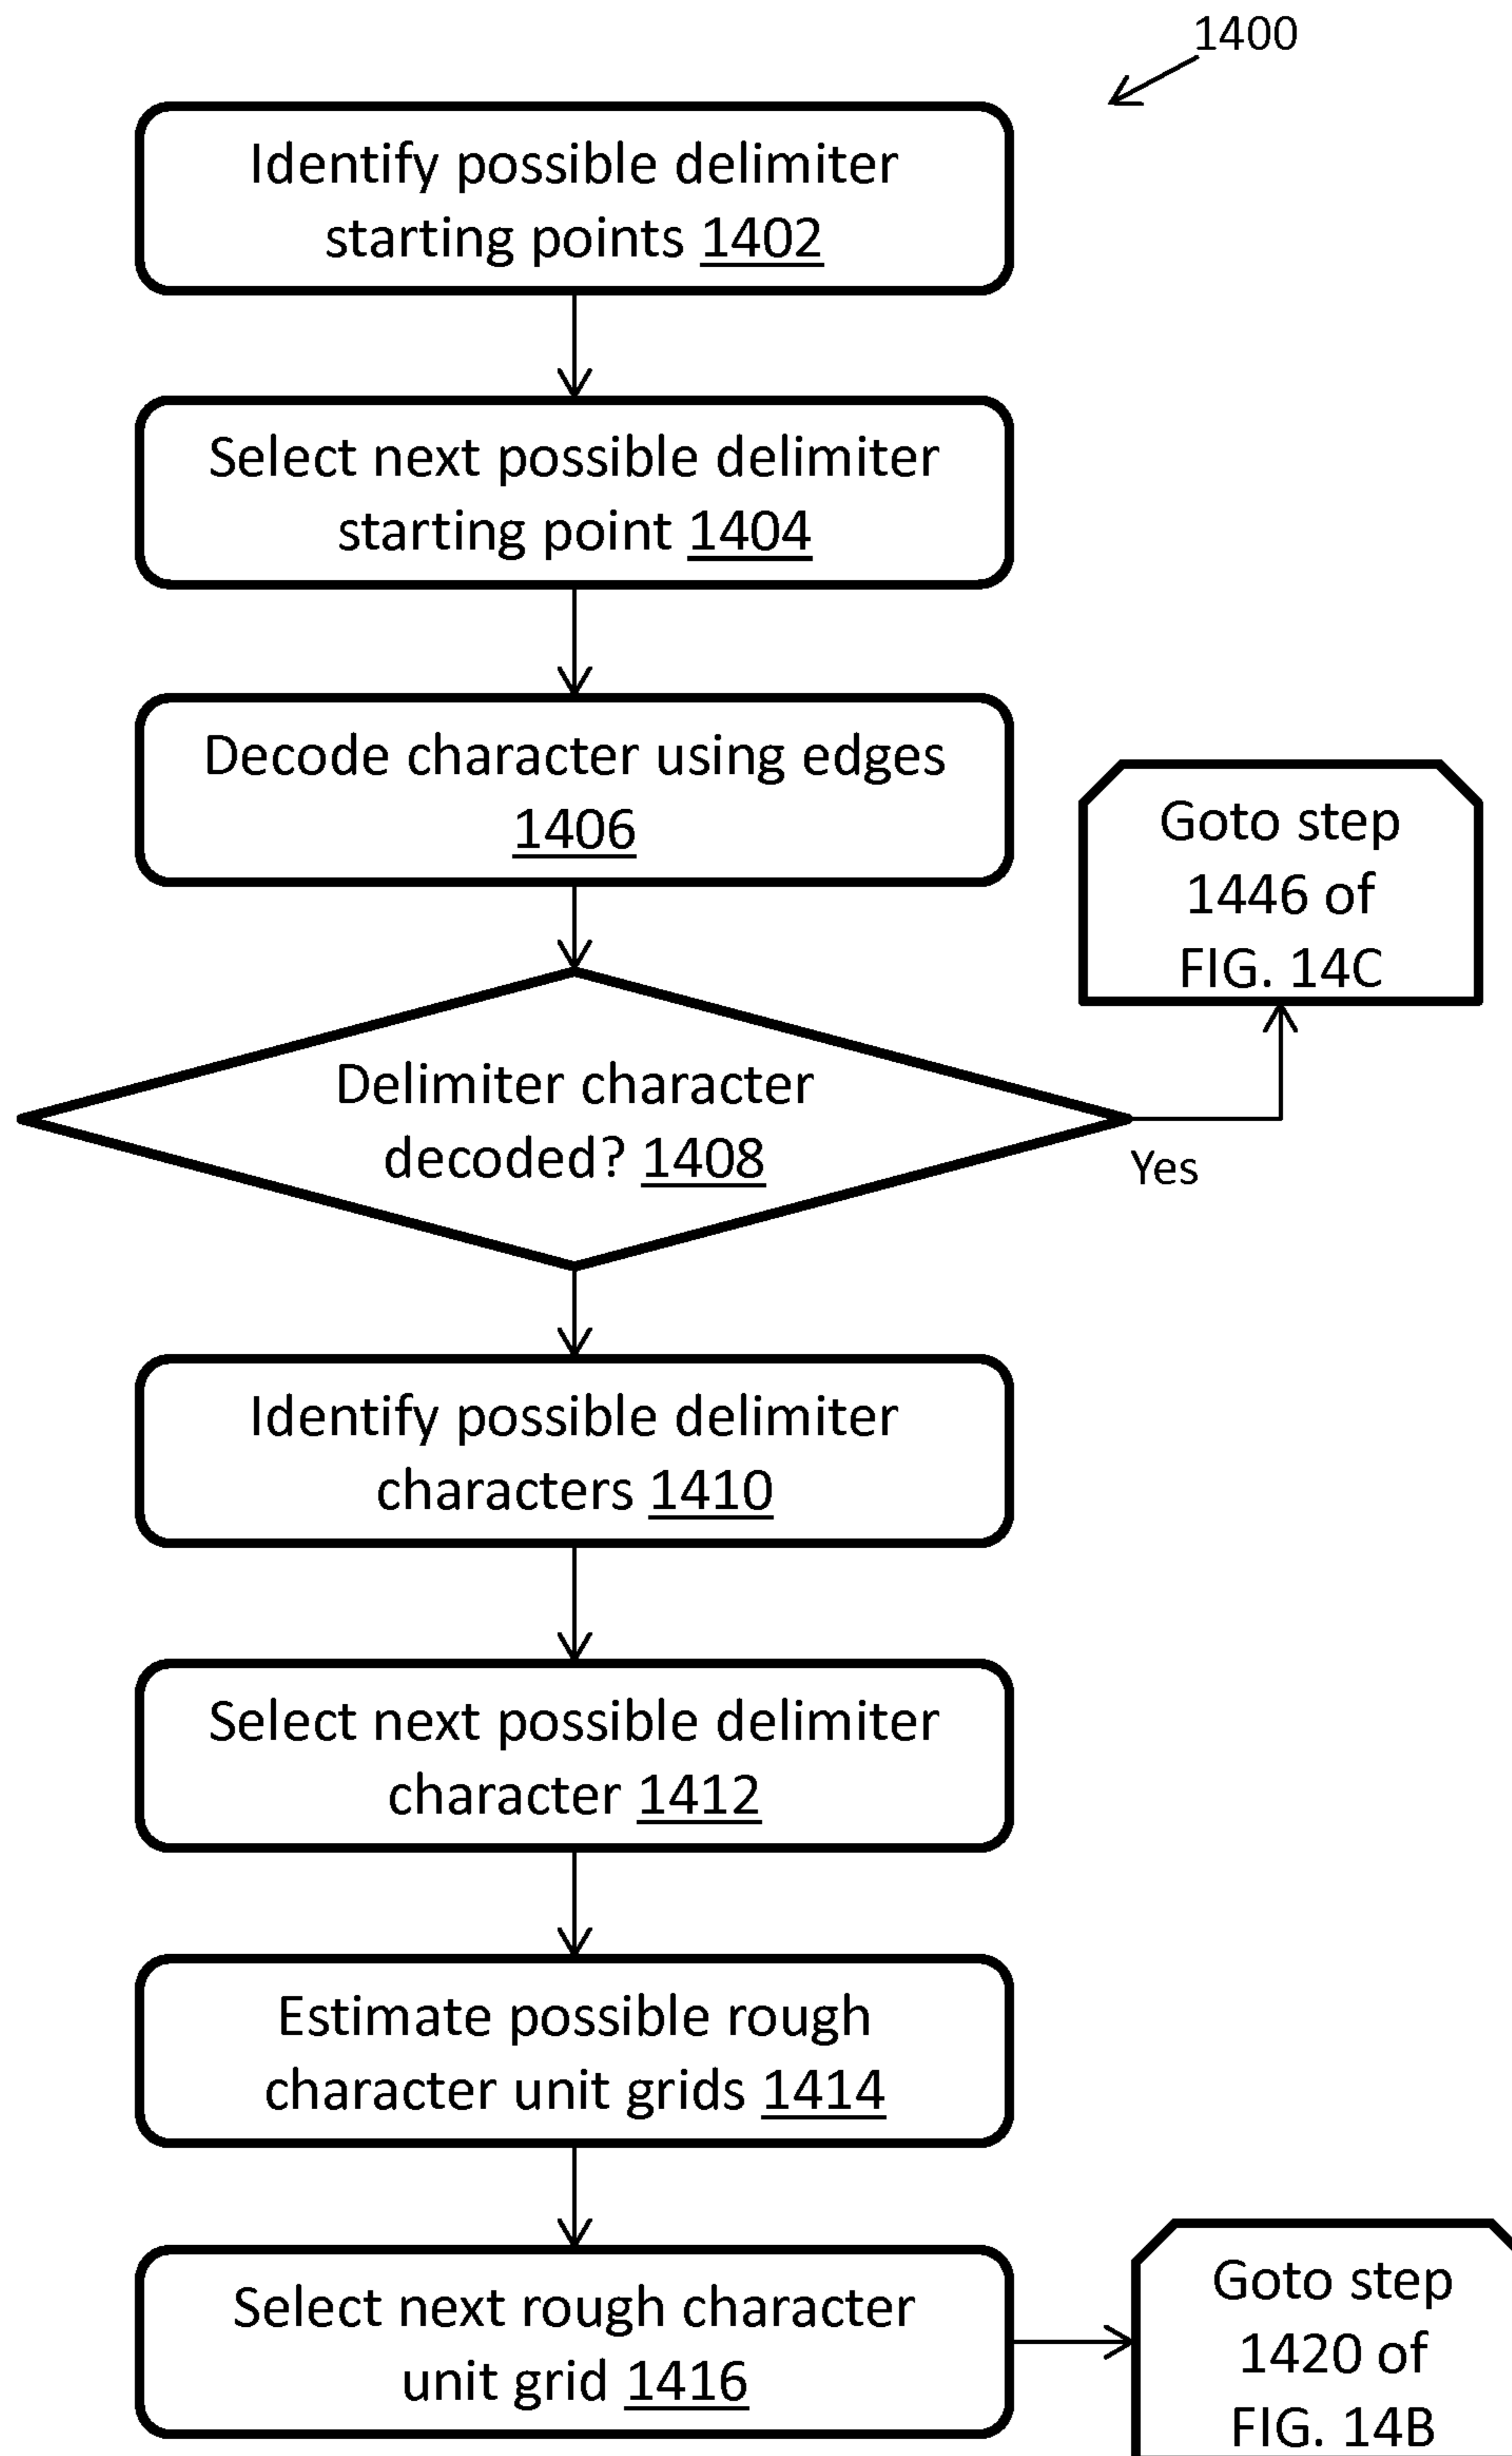 1400
Identify possible delimiter
starting points 1402
Select next possible delimiter
starting point 1404
Decode character using edges
1406
Goto step
1446 of
FIG. 14C
Delimiter character
decoded? 1408
Yes
Identify possible delimiter
characters 1410
Select next possible delimiter
character 1412
Estimate possible rough
character unit grids 1414
Select next rough character
unit grid 1416
Goto step
1420 of
FIG. 14B